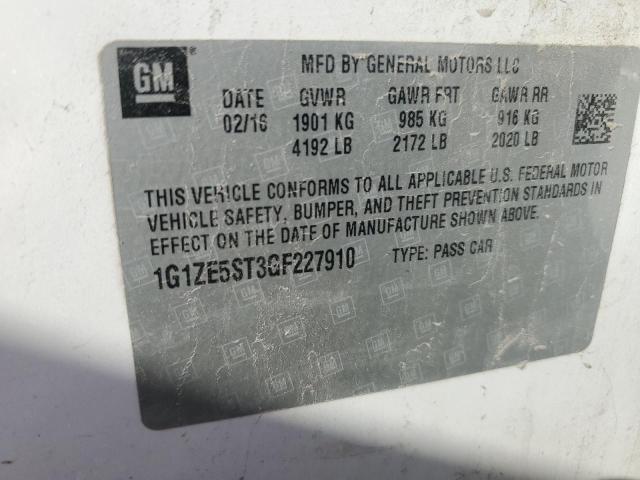 GM ®
MFD BY GENERAL MOTORS LLC
DATE GVWR GAWR FRT GAWR RR
02/16 1901 KG 985 KG 916 KG
4192 LB 2172 LB 2020 LB
THIS VEHICLE CONFORMS TO ALL APPLICABLE U.S. FEDERAL MOTOR
VEHICLE SAFETY, BUMPER, AND THEFT PREVENTION STANDARDS IN
EFFECT ON THE DATE OF MANUFACTURE SHOWN ABOVE.
1G1ZE5ST3GF227910 TYPE: PASS CAR